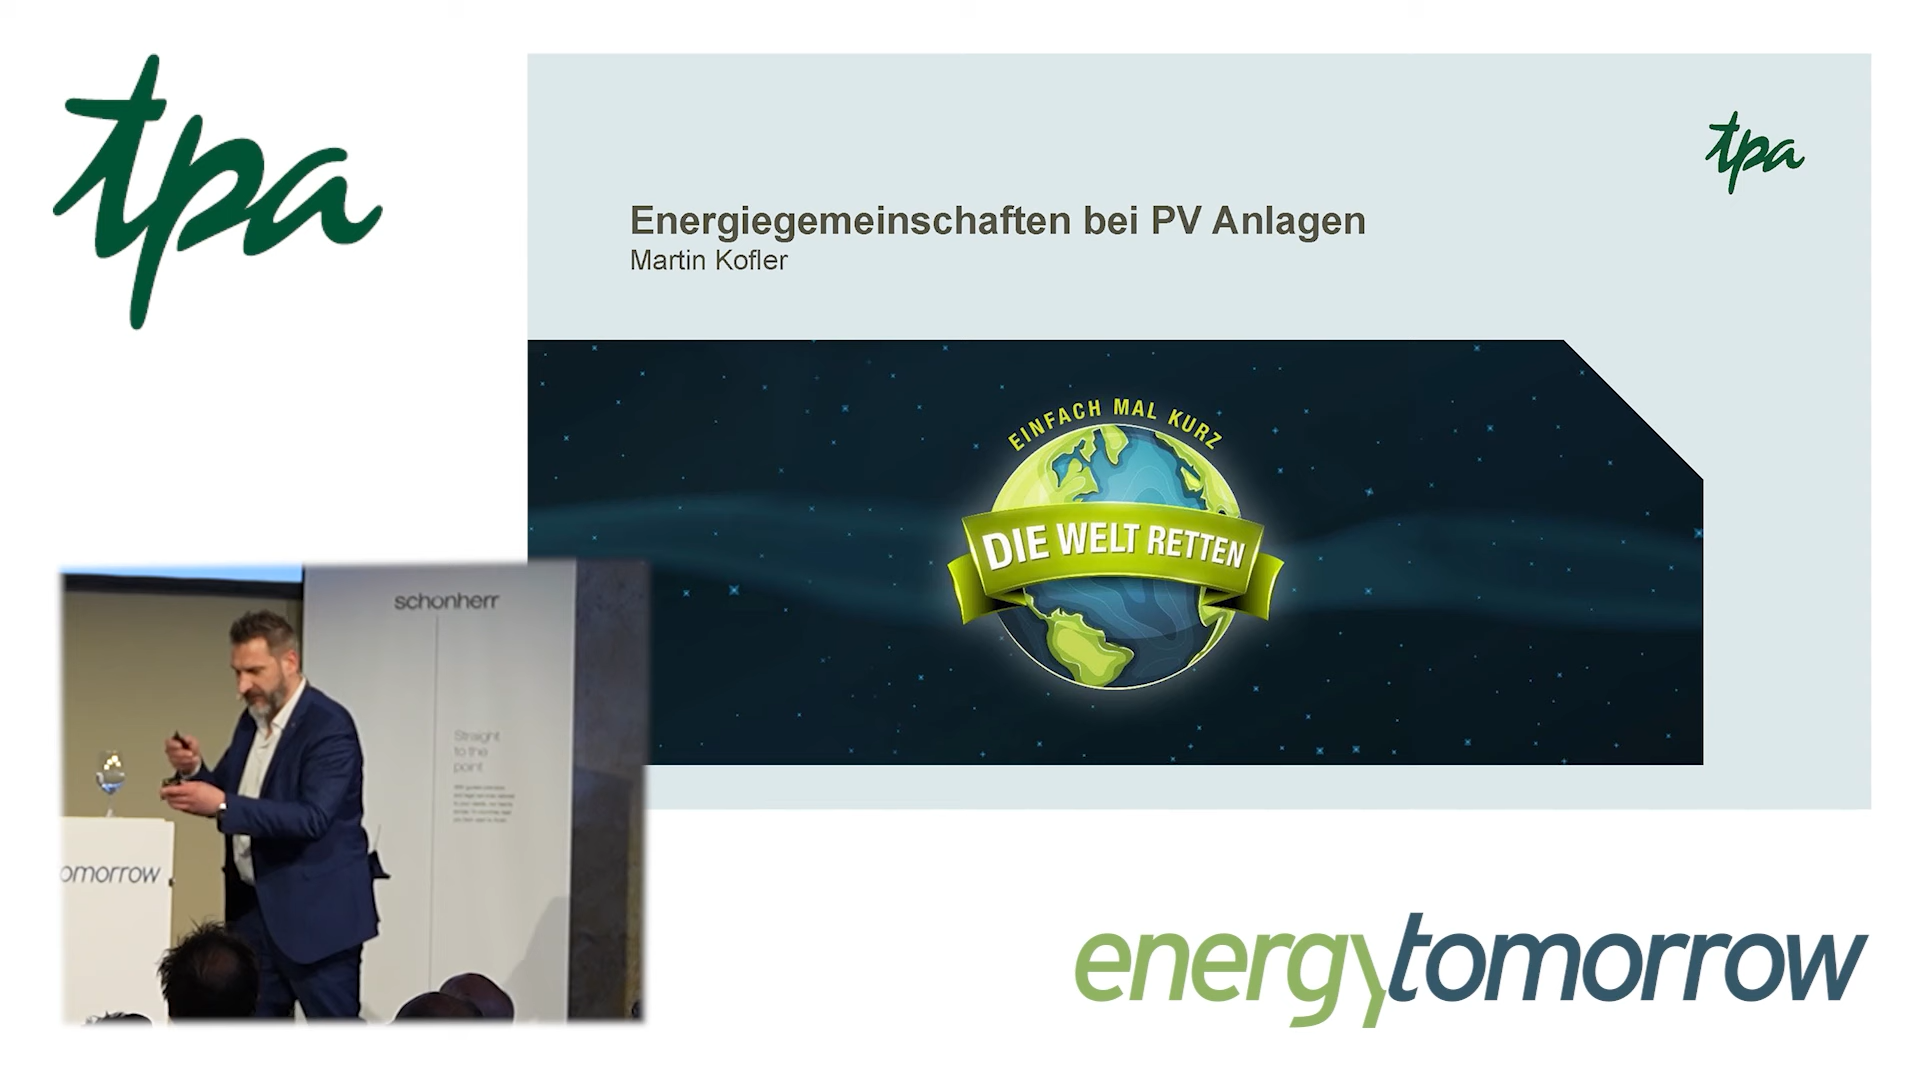 tpa
tpa
Energiegemeinschaften bei PV Anlagen
Martin Kofler
EINFACH MAL KURZ
DIE WELT RETTEN
schonherr
Straight
to the
point
omorrow
energytomorrow